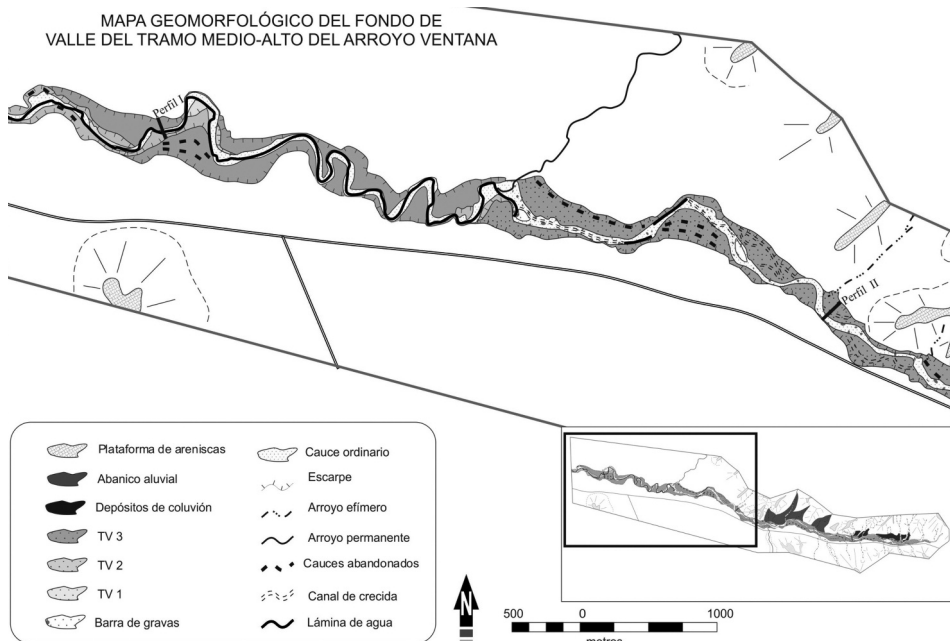 MAPA GEOMORFOLÓGICO DEL FONDO DE
VALLE DEL TRAMO MEDIO-ALTO DEL ARROYO VENTANA
Perfil I
Perfil II
Plataforma de areniscas
Abanico aluvial
Depósitos de coluvión
TV 3
TV 2
TV 1
Barra de gravas
Cauce ordinario
Escarpe
Arroyo efímero
Arroyo permanente
Cauces abandonados
Canal de crecida
Lámina de agua
N
500 0 1000
metros